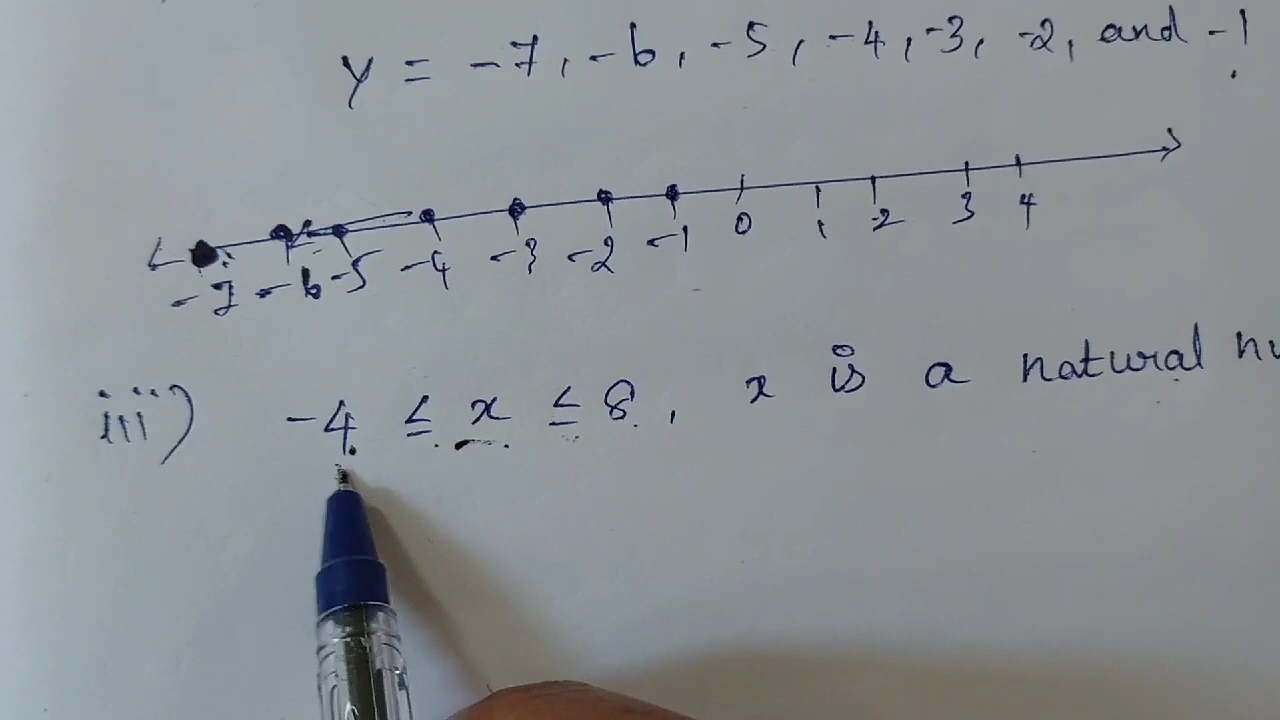 y = -7, -6, -5, -4, -3, -2, and -1
-7 -6 -5 -4 -3 -2 -1 0 1 2 3 4
iii) -4 ≤ x ≤ 8, x is a natural